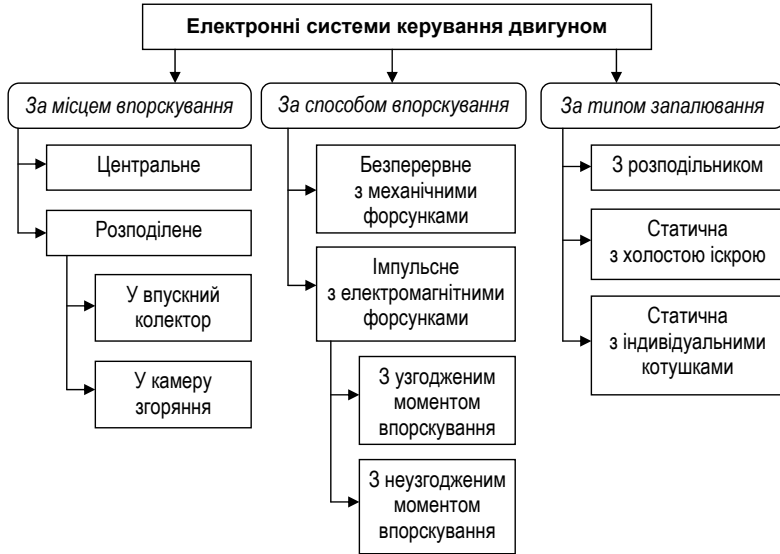 Електронні системи керування двигуном
За місцем впорскування
Центральне
Розподілене
У впускний
колектор
У камеру
згоряння
За способом впорскування
Безперервне
з механічними
форсунками
Імпульсне
з електромагнітними
форсунками
З узгодженим
моментом
впорскування
З неузгодженим
моментом
впорскування
За типом запалювання
З розподільником
Статична
з холостою іскрою
Статична
з індивідуальними
котушками